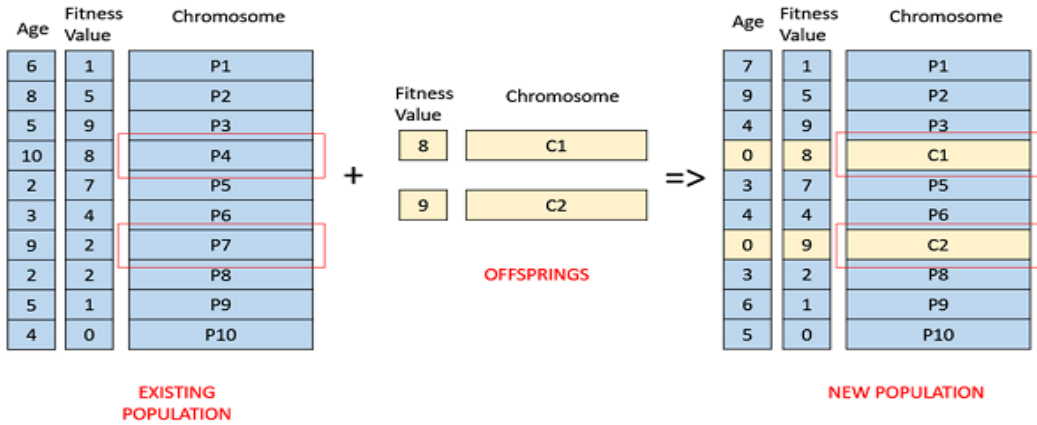 Age Fitness Value Chromosome
6 1 P1
8 5 P2
5 9 P3
10 8 P4
2 7 P5
3 4 P6
9 2 P7
2 2 P8
5 1 P9
4 0 P10
EXISTING
POPULATION
+
Fitness Value Chromosome
8 C1
9 C2
OFFSPRINGS
=>
Age Fitness Value Chromosome
7 1 P1
9 5 P2
4 9 P3
0 8 C1
3 7 P5
4 4 P6
0 9 C2
3 2 P8
6 1 P9
5 0 P10
NEW POPULATION